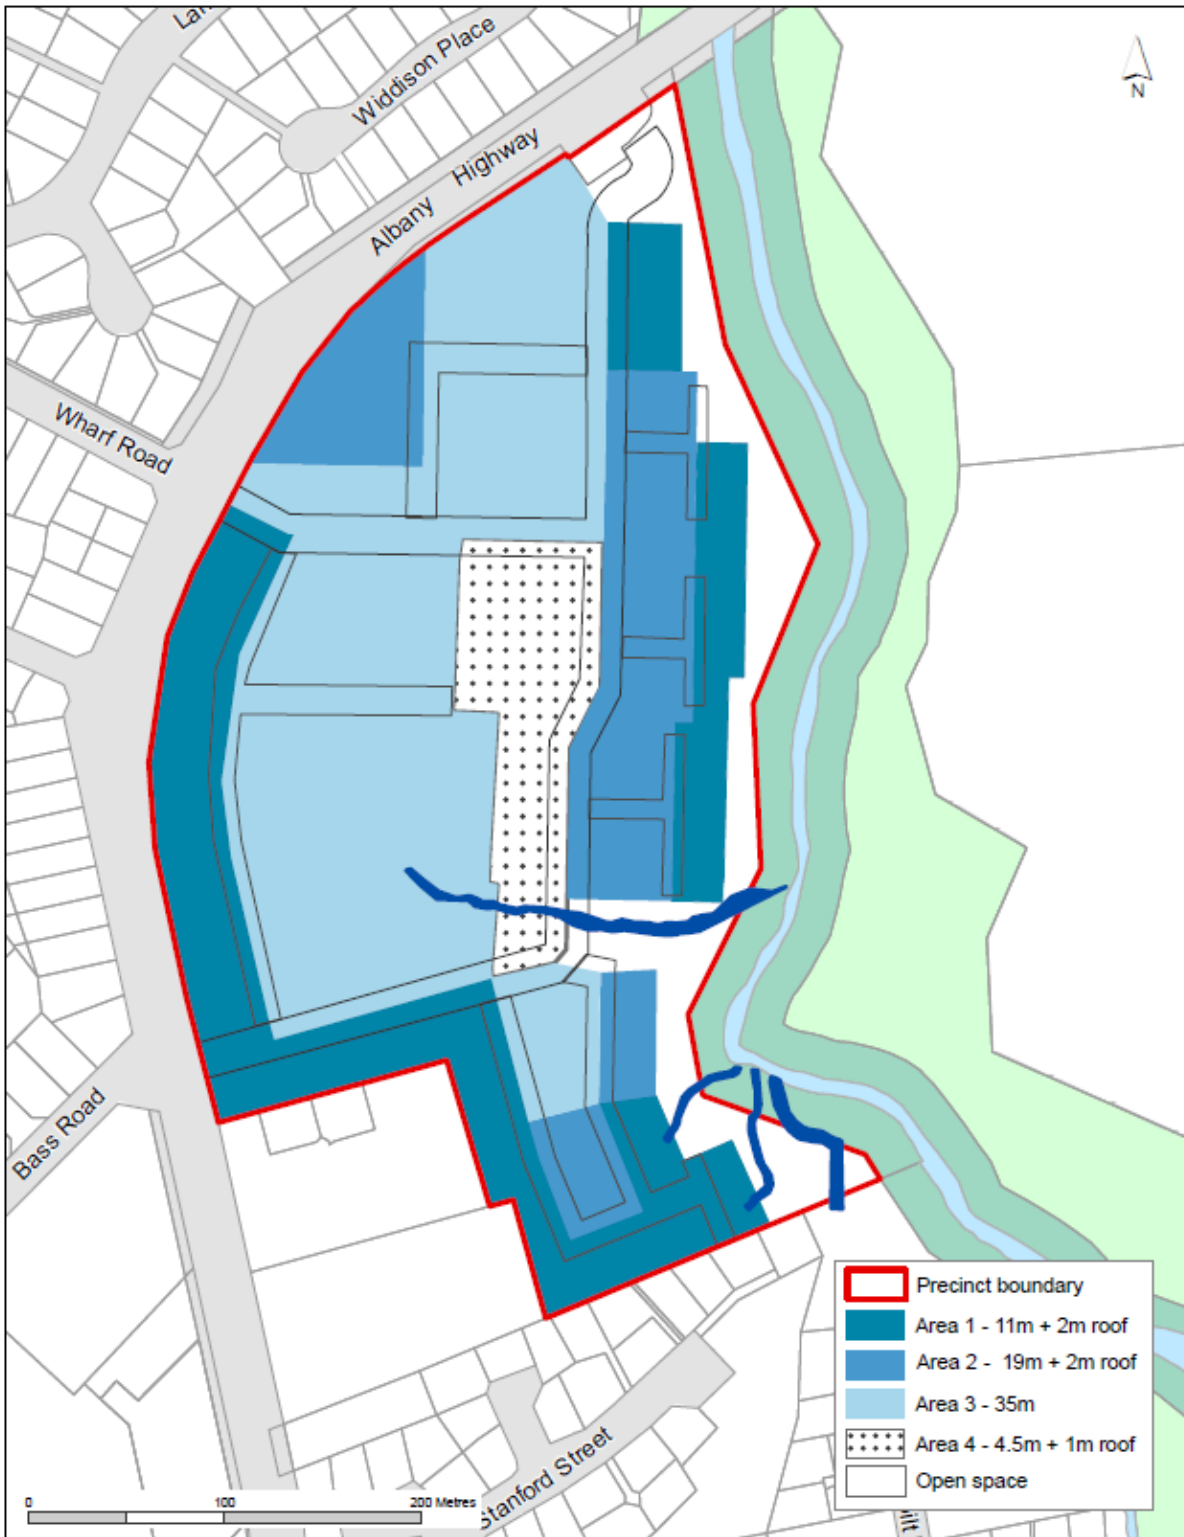 Widdison Place
N
Albany Highway
Wharf Road
Bass Road
Precinct boundary
Area 1 - 11m + 2m roof
Area 2 - 19m + 2m roof
Area 3 - 35m
Area 4 - 4.5m + 1m roof
Open space
0 100 200 Metres
Stanford Street